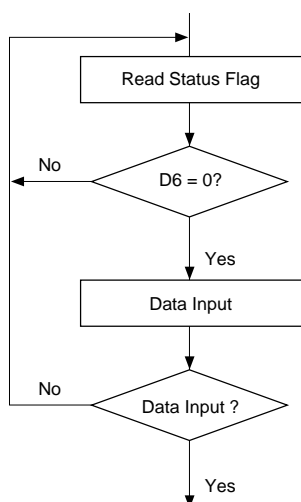 Read Status Flag
No
D6 = 0?
Yes
Data Input
No
Data Input ?
Yes